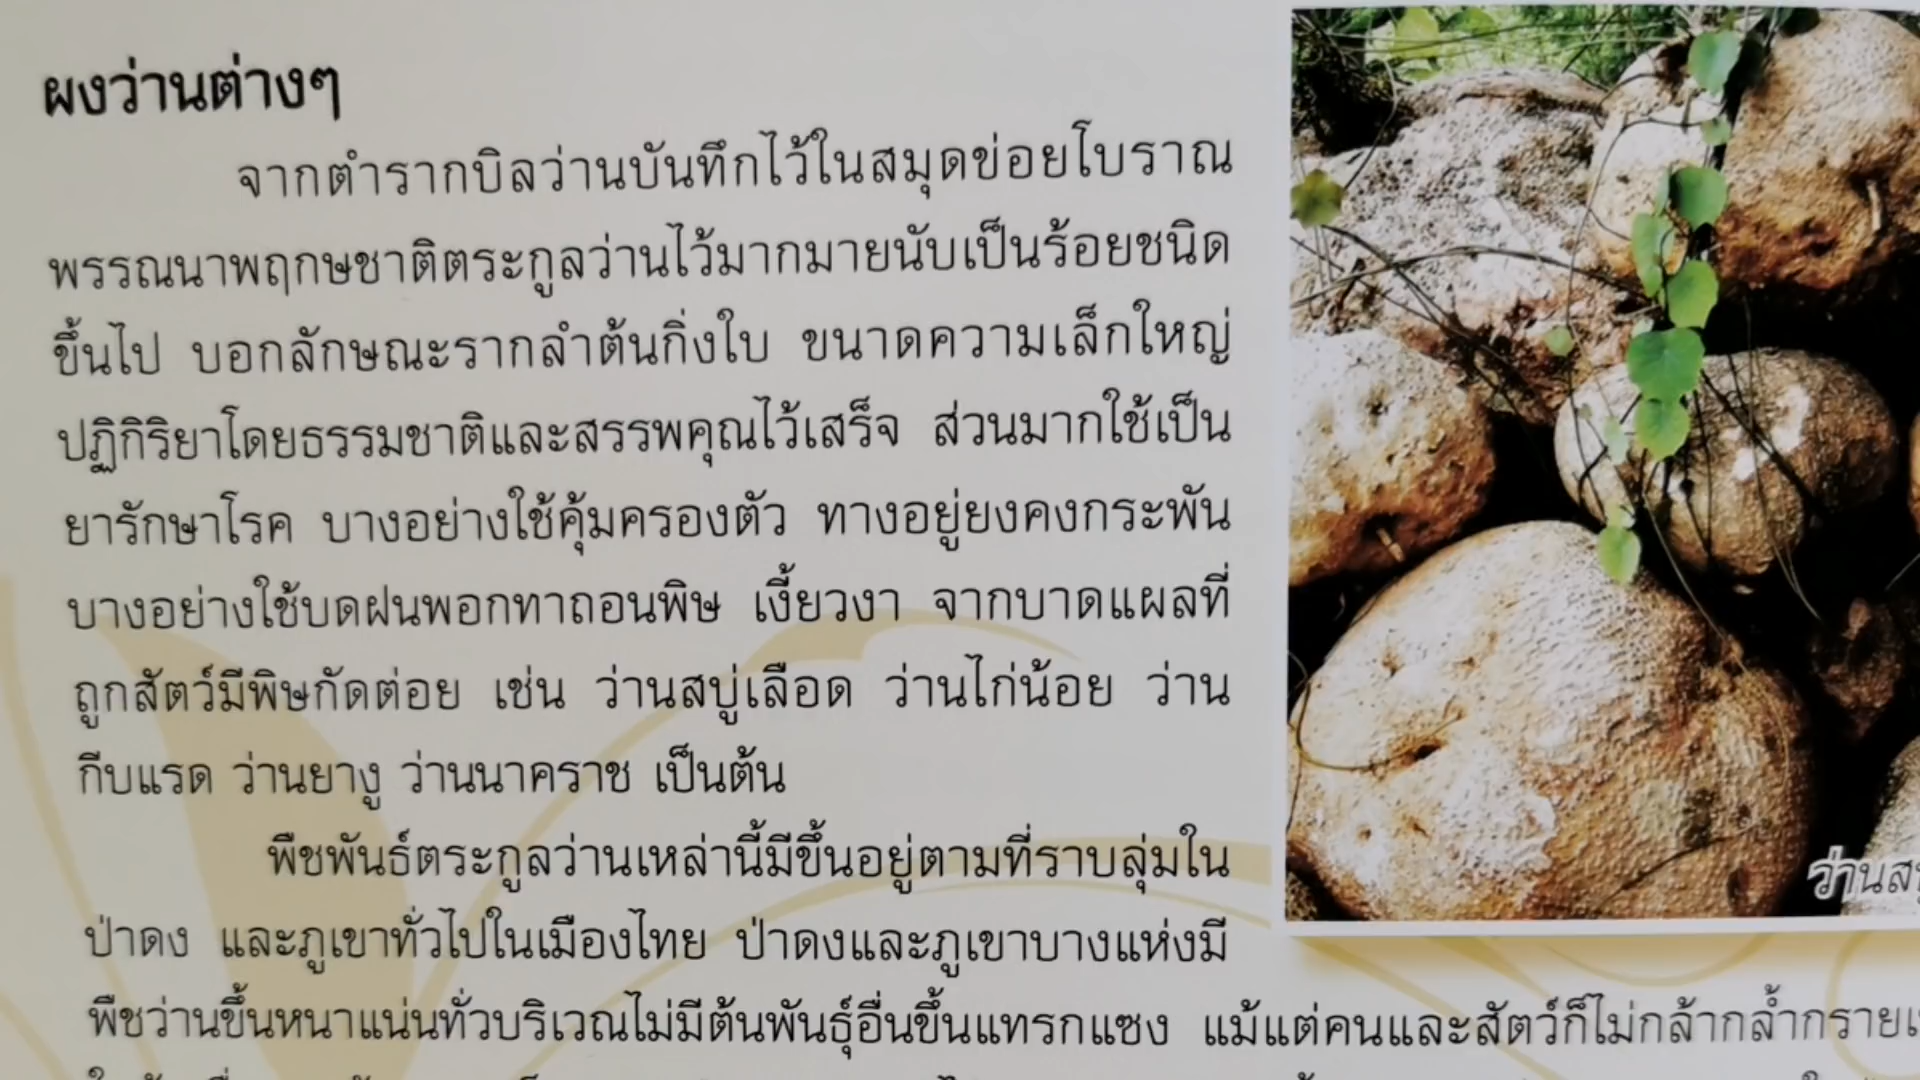 ผงว่านต่างๆ
จากตำรากบิลว่านบันทึกไว้ในสมุดข่อยโบราณ
พรรณนาพฤกษชาติตระกูลว่านไว้มากมายนับเป็นร้อยชนิด
ขึ้นไป บอกลักษณะรากลำต้นกิ่งใบ ขนาดความเล็กใหญ่
ปฏิกิริยาโดยธรรมชาติและสรรพคุณไว้เสร็จ ส่วนมากใช้เป็น
ยารักษาโรค บางอย่างใช้คุ้มครองตัว ทางอยู่ยงคงกระพัน
บางอย่างใช้บดฝนพอกทาถอนพิษ เงี้ยวงา จากบาดแผลที่
ถูกสัตว์มีพิษกัดต่อย เช่น ว่านสบู่เลือด ว่านไก่น้อย ว่าน
กีบแรด ว่านยางู ว่านนาคราช เป็นต้น
พืชพันธ์ตระกูลว่านเหล่านี้มีขึ้นอยู่ตามที่ราบลุ่มใน
ป่าดง และภูเขาทั่วไปในเมืองไทย ป่าดงและภูเขาบางแห่งมี
พืชว่านขึ้นหนาแน่นทั่วบริเวณไม่มีต้นพันธุ์อื่นขึ้นแทรกแซง แม้แต่คนและสัตว์ก็ไม่กล้ากล้ำกราย